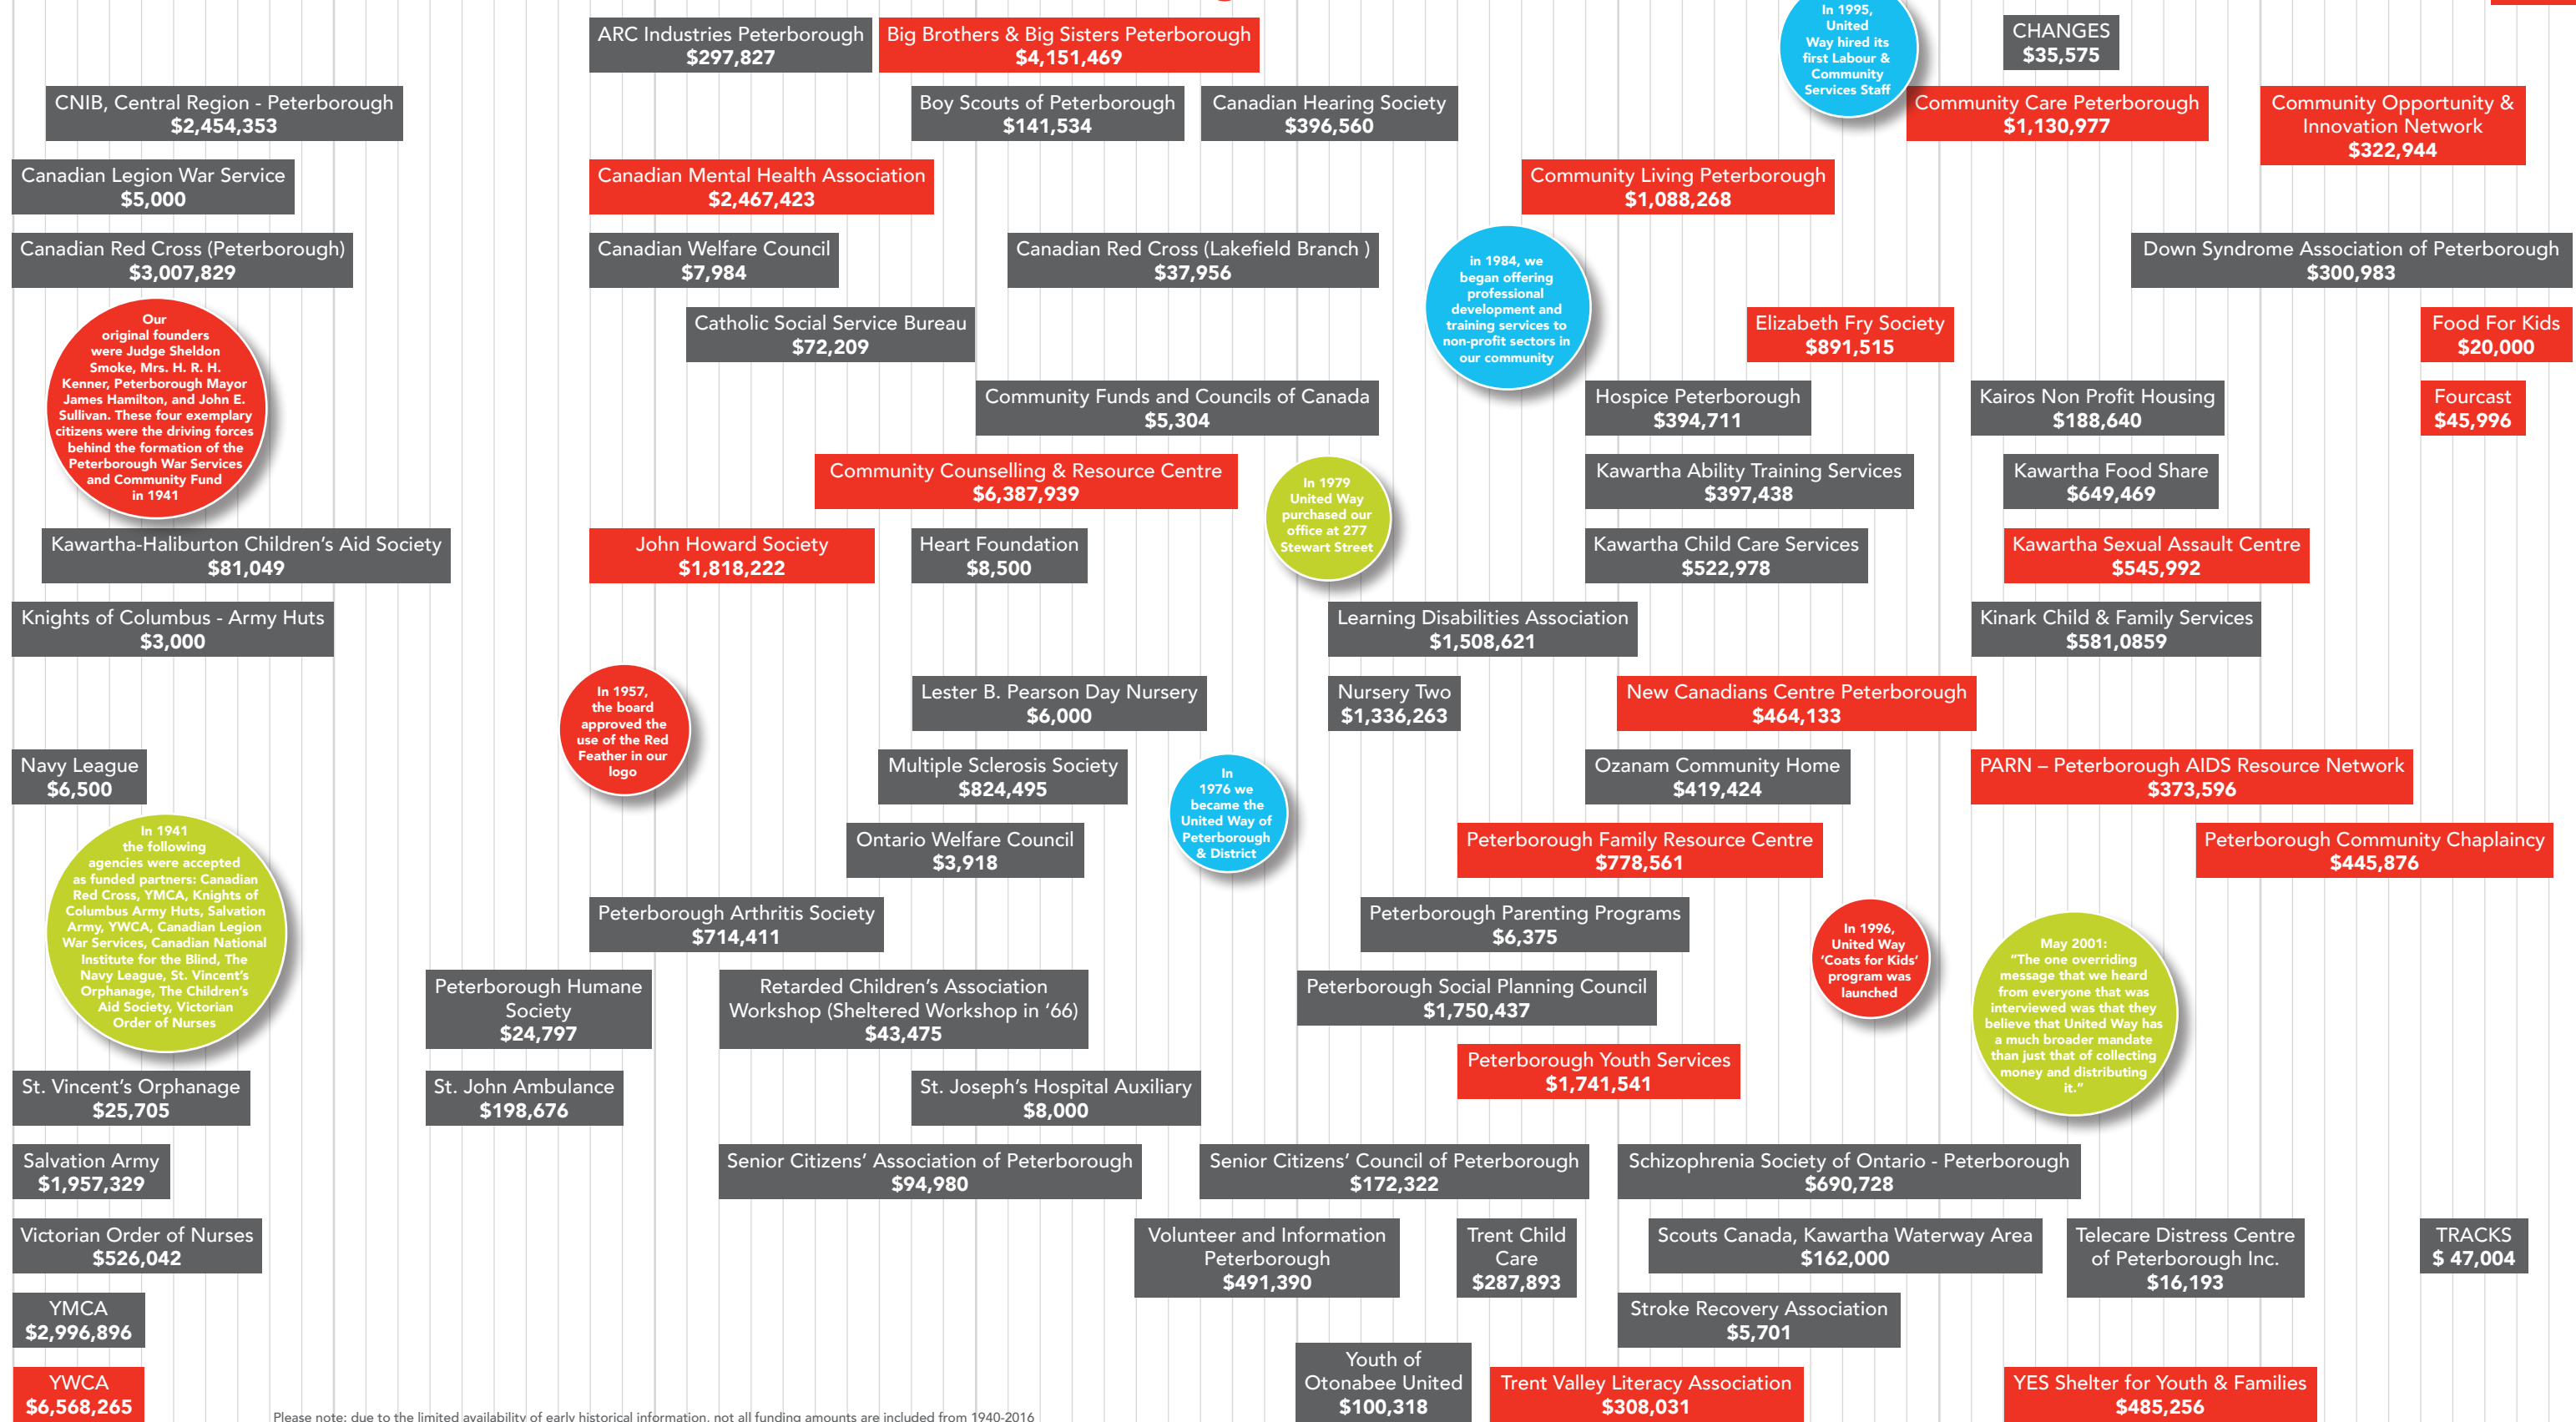 ARC Industries Peterborough
$297,827
Big Brothers & Big Sisters Peterborough
$4,151,469
In 1995,
United
Way hired its
first Labour &
Community
Services Staff
CHANGES
$35,575
CNIB, Central Region - Peterborough
$2,454,353
Boy Scouts of Peterborough
$141,534
Canadian Hearing Society
$396,560
Community Care Peterborough
$1,130,977
Community Opportunity &
Innovation Network
$322,944
Canadian Legion War Service
$5,000
Canadian Mental Health Association
$2,467,423
Community Living Peterborough
$1,088,268
Canadian Red Cross (Peterborough)
$3,007,829
Canadian Welfare Council
$7,984
Canadian Red Cross (Lakefield Branch )
$37,956
in 1984, we
began offering
professional
development and
training services to
non-profit sectors in
our community
Down Syndrome Association of Peterborough
$300,983
Our
original founders
were Judge Sheldon
Smoke, Mrs. H. R. H.
Kenner, Peterborough Mayor
James Hamilton, and John E.
Sullivan. These four exemplary
citizens were the driving forces
behind the formation of the
Peterborough War Services
and Community Fund
in 1941
Catholic Social Service Bureau
$72,209
Elizabeth Fry Society
$891,515
Food For Kids
$20,000
Community Funds and Councils of Canada
$5,304
Hospice Peterborough
$394,711
Kairos Non Profit Housing
$188,640
Fourcast
$45,996
Community Counselling & Resource Centre
$6,387,939
In 1979
United Way
purchased our
office at 277
Stewart Street
Kawartha Ability Training Services
$397,438
Kawartha Food Share
$649,469
Kawartha-Haliburton Children's Aid Society
$81,049
John Howard Society
$1,818,222
Heart Foundation
$8,500
Kawartha Child Care Services
$522,978
Kawartha Sexual Assault Centre
$545,992
Knights of Columbus - Army Huts
$3,000
Learning Disabilities Association
$1,508,621
Kinark Child & Family Services
$581,0859
In 1957,
the board
approved the
use of the Red
Feather in our
logo
Lester B. Pearson Day Nursery
$6,000
Nursery Two
$1,336,263
New Canadians Centre Peterborough
$464,133
Navy League
$6,500
Multiple Sclerosis Society
$824,495
In
1976 we
became the
United Way of
Peterborough
& District
Ozanam Community Home
$419,424
PARN – Peterborough AIDS Resource Network
$373,596
In 1941
the following
agencies were accepted
as funded partners: Canadian
Red Cross, YMCA, Knights of
Columbus Army Huts, Salvation
Army, YWCA, Canadian Legion
War Services, Canadian National
Institute for the Blind, The
Navy League, St. Vincent's
Orphanage, The Children's
Aid Society, Victorian
Order of Nurses
Ontario Welfare Council
$3,918
Peterborough Family Resource Centre
$778,561
Peterborough Community Chaplaincy
$445,876
Peterborough Arthritis Society
$714,411
Peterborough Parenting Programs
$6,375
In 1996,
United Way
'Coats for Kids'
program was
launched
May 2001:
"The one overriding
message that we heard
from everyone that was
interviewed was that they
believe that United Way has
a much broader mandate
than just that of collecting
money and distributing
it."
Peterborough Humane
Society
$24,797
Retarded Children's Association
Workshop (Sheltered Workshop in '66)
$43,475
Peterborough Social Planning Council
$1,750,437
Peterborough Youth Services
$1,741,541
St. Vincent's Orphanage
$25,705
St. John Ambulance
$198,676
St. Joseph's Hospital Auxiliary
$8,000
Salvation Army
$1,957,329
Senior Citizens' Association of Peterborough
$94,980
Senior Citizens' Council of Peterborough
$172,322
Schizophrenia Society of Ontario - Peterborough
$690,728
Victorian Order of Nurses
$526,042
Volunteer and Information
Peterborough
$491,390
Trent Child
Care
$287,893
Scouts Canada, Kawartha Waterway Area
$162,000
Telecare Distress Centre
of Peterborough Inc.
$16,193
TRACKS
$ 47,004
YMCA
$2,996,896
Stroke Recovery Association
$5,701
YWCA
$6,568,265
Youth of
Otonabee United
$100,318
Trent Valley Literacy Association
$308,031
YES Shelter for Youth & Families
$485,256
Please note: due to the limited availability of early historical information, not all funding amounts are included from 1940-2016